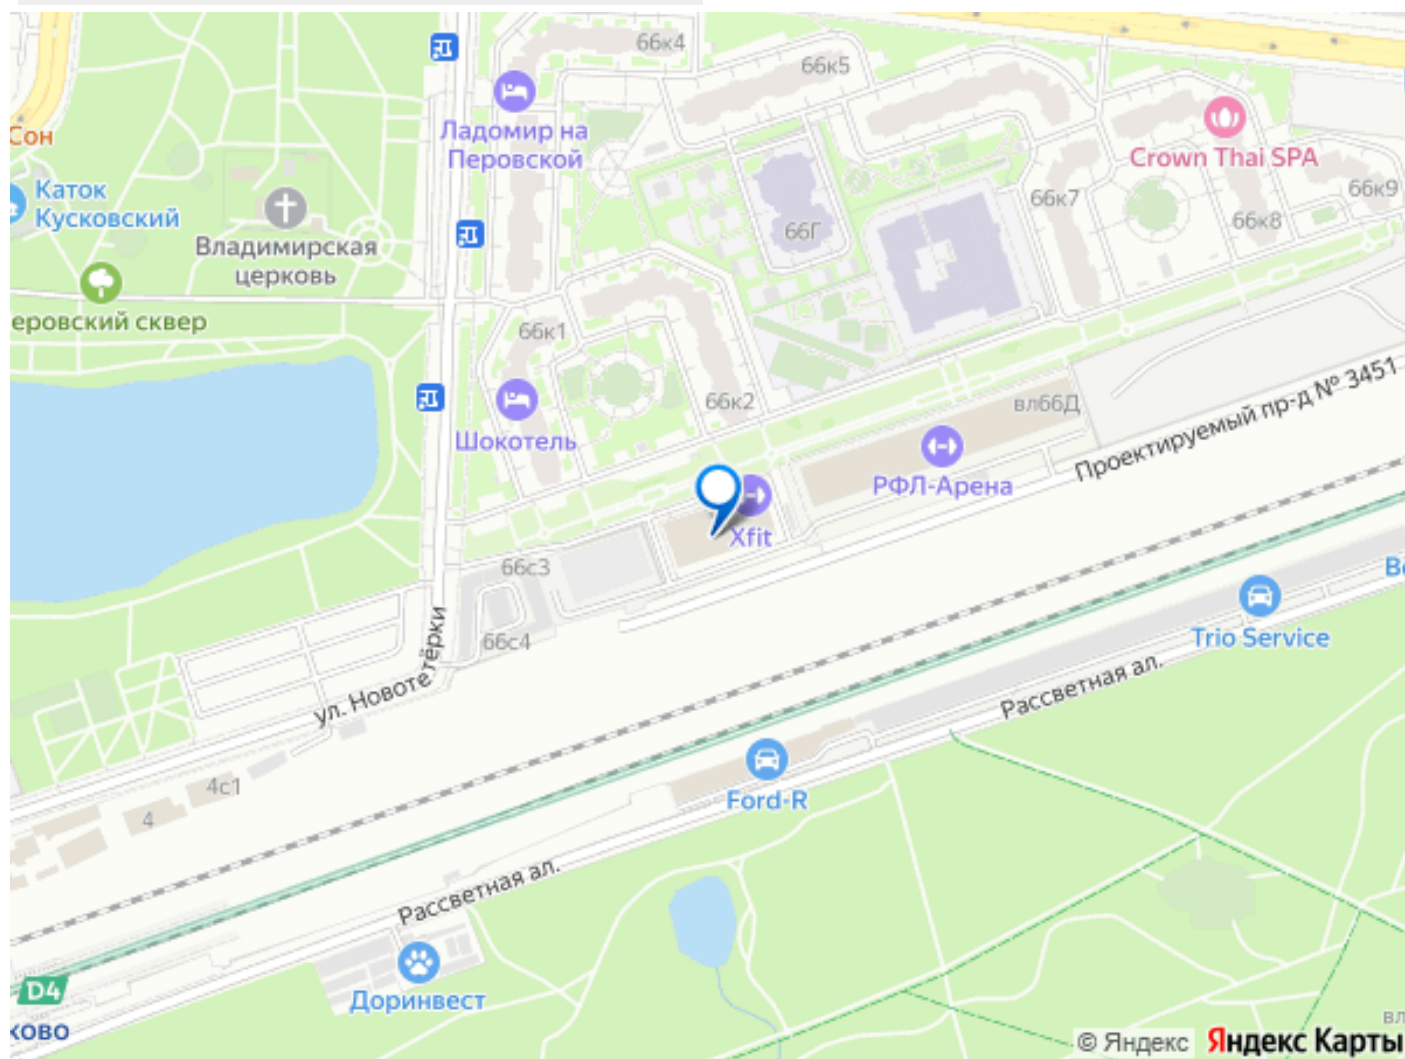 66к4
66к5
Сон
Ладомир на
Перовской
Crown Thai SPA
Каток
Кусковский
66к7
66к9
66Г
66к8
Владимирская
церковь
еровский сквер
66к1
66к2
вл66Д
Проектируемый пр-д № 3451
Шокотель
РФЛ-Арена
Xfit
66с3
66с4
Trio Service
ул. Новотетёрки
Рассветная ал.
4с1
4
Ford-R
Рассветная ал.
D4
Доринвест
ково
вл
© Яндекс Яндекс Карты